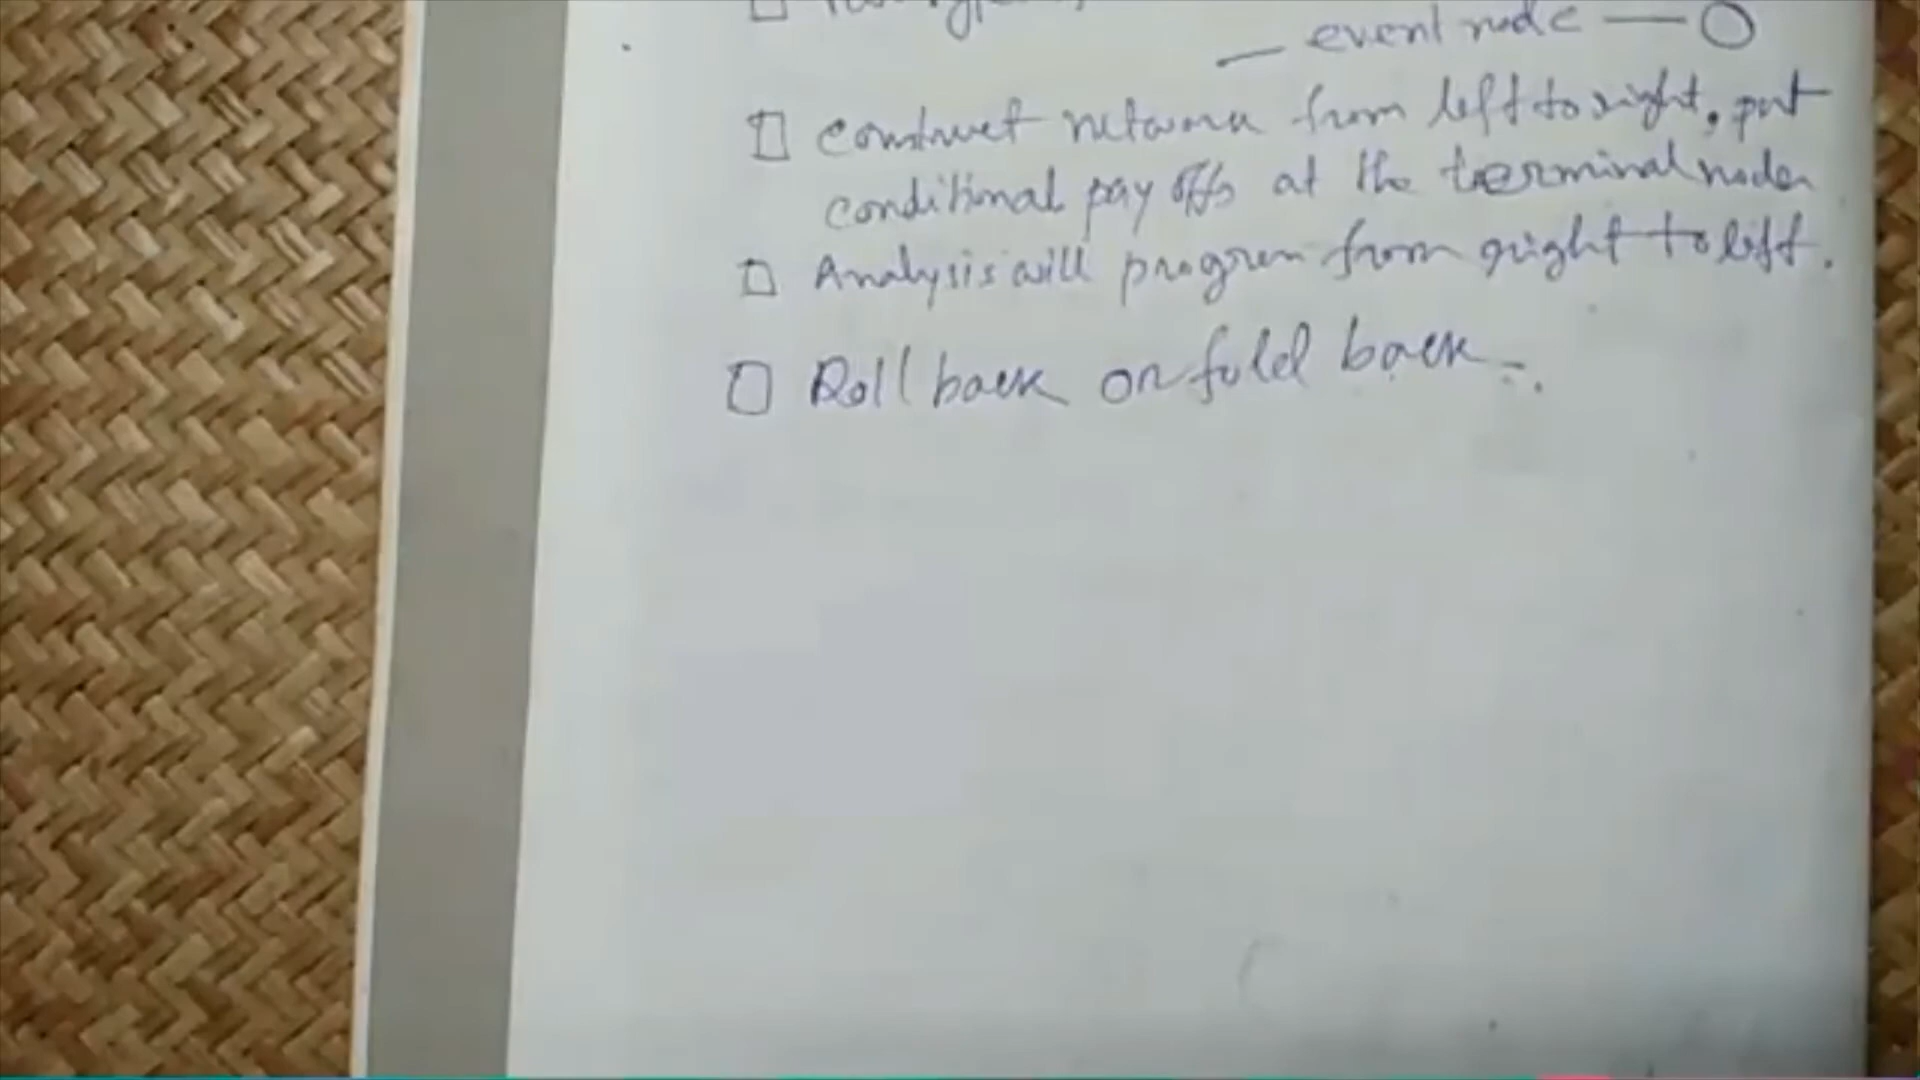 — event node — O
□ construct network from left to right, put
conditional pay offs at the terminal nodes
□ Analysis will progress from right to left.
□ Roll back or fold back -.